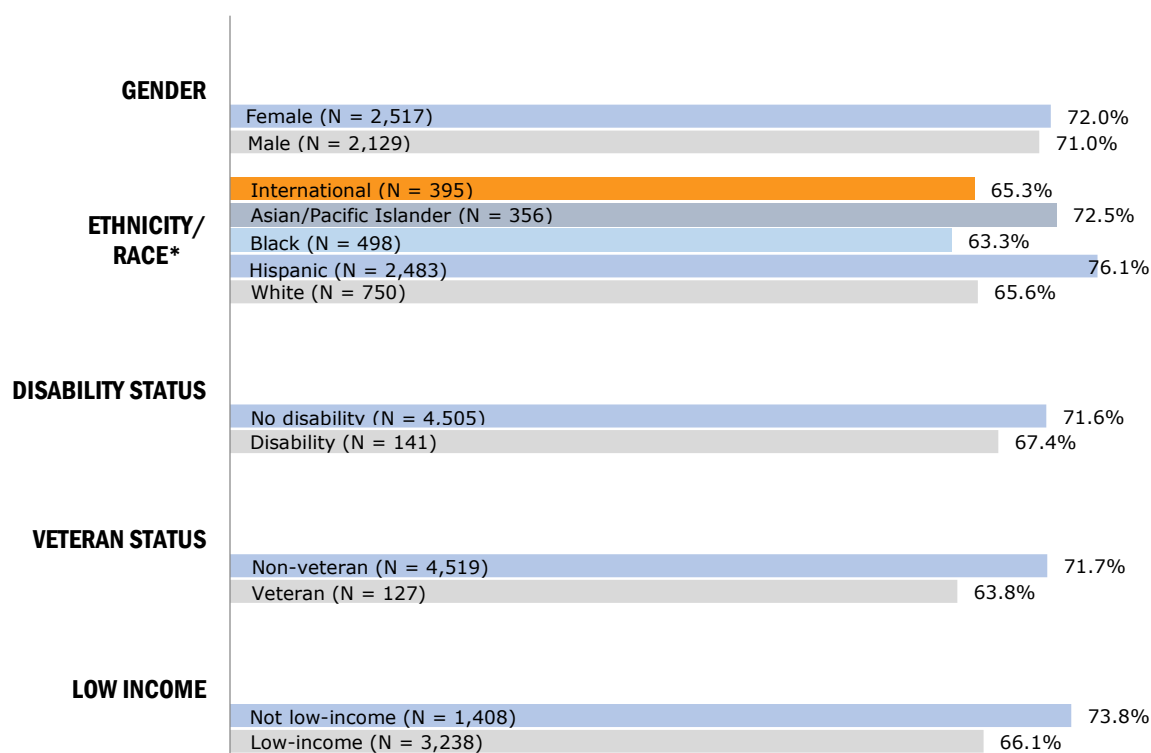 GENDER
Female (N = 2,517) 72.0%
Male (N = 2,129) 71.0%
ETHNICITY/
RACE*
International (N = 395) 65.3%
Asian/Pacific Islander (N = 356) 72.5%
Black (N = 498) 63.3%
Hispanic (N = 2,483) 76.1%
White (N = 750) 65.6%
DISABILITY STATUS
No disability (N = 4,505) 71.6%
Disability (N = 141) 67.4%
VETERAN STATUS
Non-veteran (N = 4,519) 71.7%
Veteran (N = 127) 63.8%
LOW INCOME
Not low-income (N = 1,408) 73.8%
Low-income (N = 3,238) 66.1%